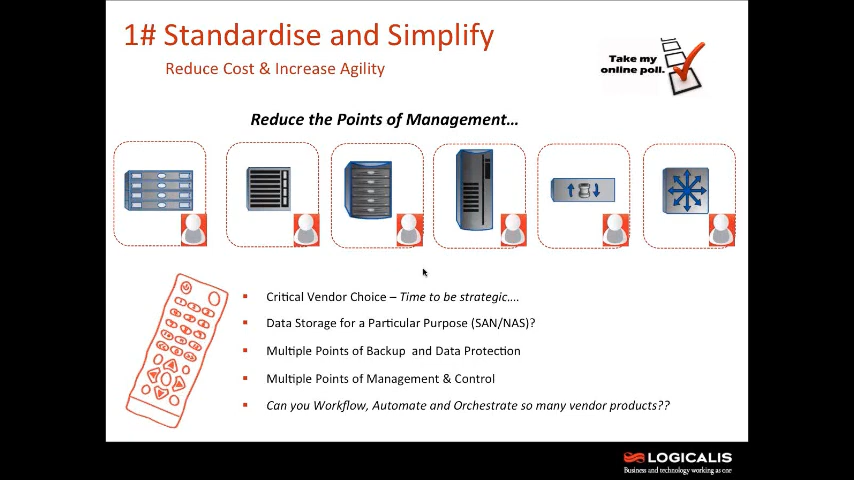 1# Standardise and Simplify
Reduce Cost & Increase Agility
Take my
online poll.
Reduce the Points of Management...
Critical Vendor Choice – Time to be strategic....
Data Storage for a Particular Purpose (SAN/NAS)?
Multiple Points of Backup and Data Protection
Multiple Points of Management & Control
Can you Workflow, Automate and Orchestrate so many vendor products??
LOGICALIS
Business and technology working as one